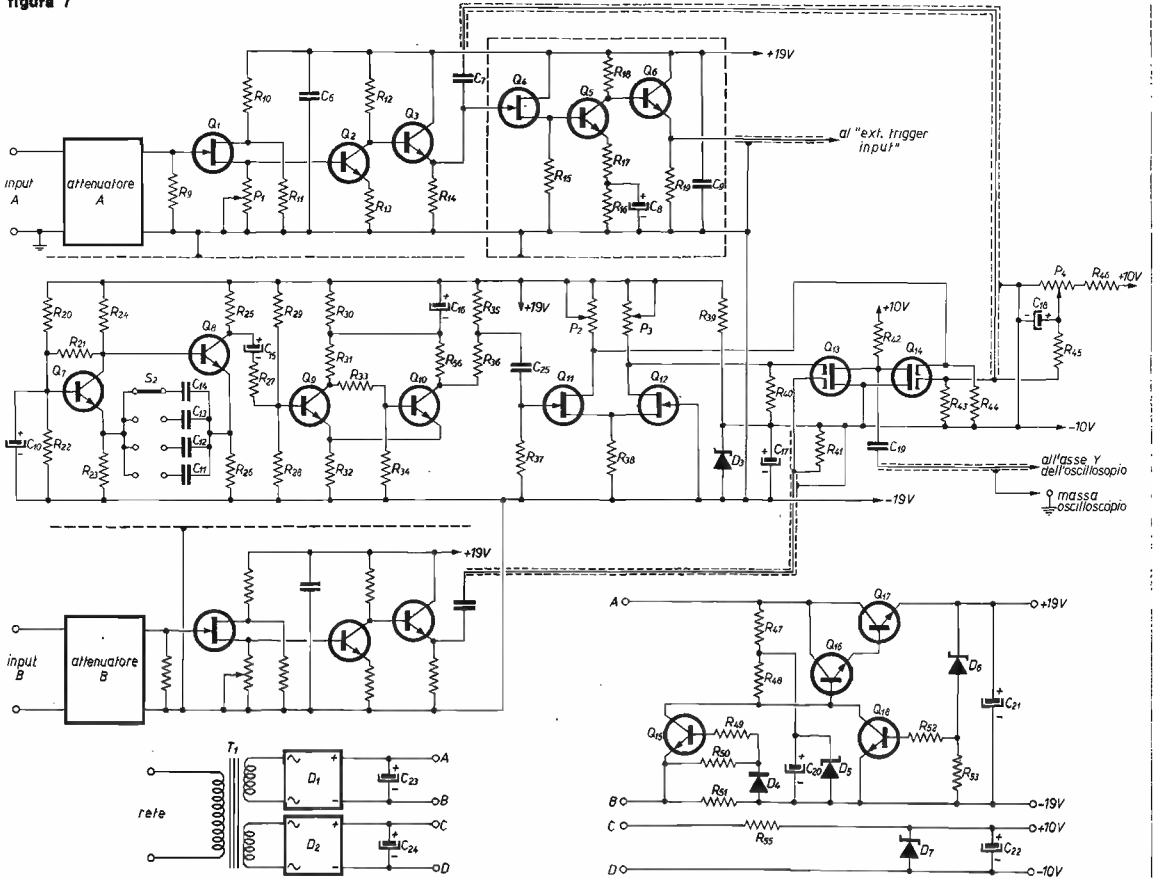 figura 7
+19V
R10
C6
R12
C7
Q4
R18
Q6
Q1
Q2
Q3
Q5
al "ext. trigger
input"
input
A
attenuatore
A
R9
P1
R11
R13
R14
R15
R17
R16
C8
R19
C9
R20
R24
R25
R29
R30
C16
R35
+19V
P2
P3
R39
+10V
R42
P4
R46
+10V
C18
R45
R21
Q8
C15
R31
R36
R36
C25
Q13
Q14
Q7
S2
C14
R27
Q9
R33
Q10
Q11
Q12
R40
R43
R44
C13
-10V
C10
R22
C12
R23
C11
R26
R28
R32
R34
R37
R38
D3
C17
R41
C19
all'asse Y
dell'oscillosopio
-19V
massa
oscilloscopio
+19V
input
B
attenuatore
B
A
Q17
+19V
R47
Q16
R48
D6
C21
Q15
R49
Q18
R52
R50
D4
C20
D5
R53
B
R51
-19V
T1
rete
D1
+
-
C23
A
B
D2
+
-
C24
C
D
C
R55
+10V
D7
C22
D
-10V